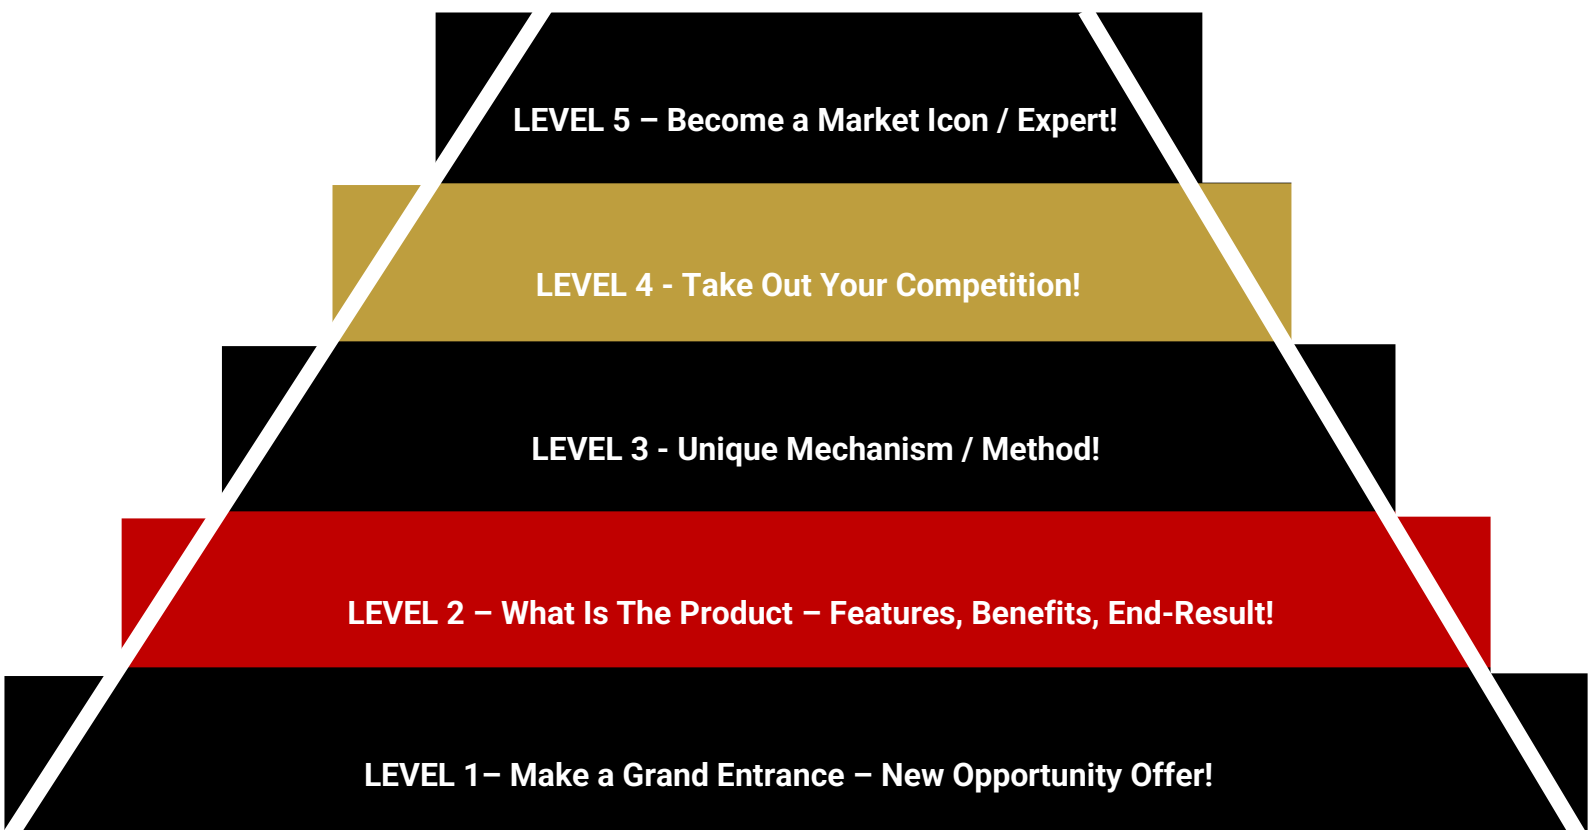 LEVEL 5 – Become a Market Icon / Expert!
LEVEL 4 - Take Out Your Competition!
LEVEL 3 - Unique Mechanism / Method!
LEVEL 2 – What Is The Product – Features, Benefits, End-Result!
LEVEL 1– Make a Grand Entrance – New Opportunity Offer!